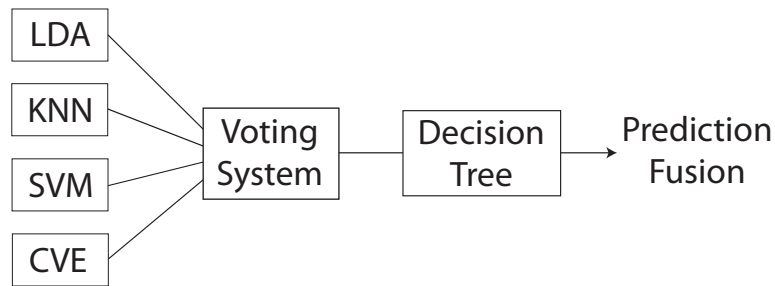 LDA
KNN
SVM
CVE
Voting
System
Decision
Tree
Prediction
Fusion